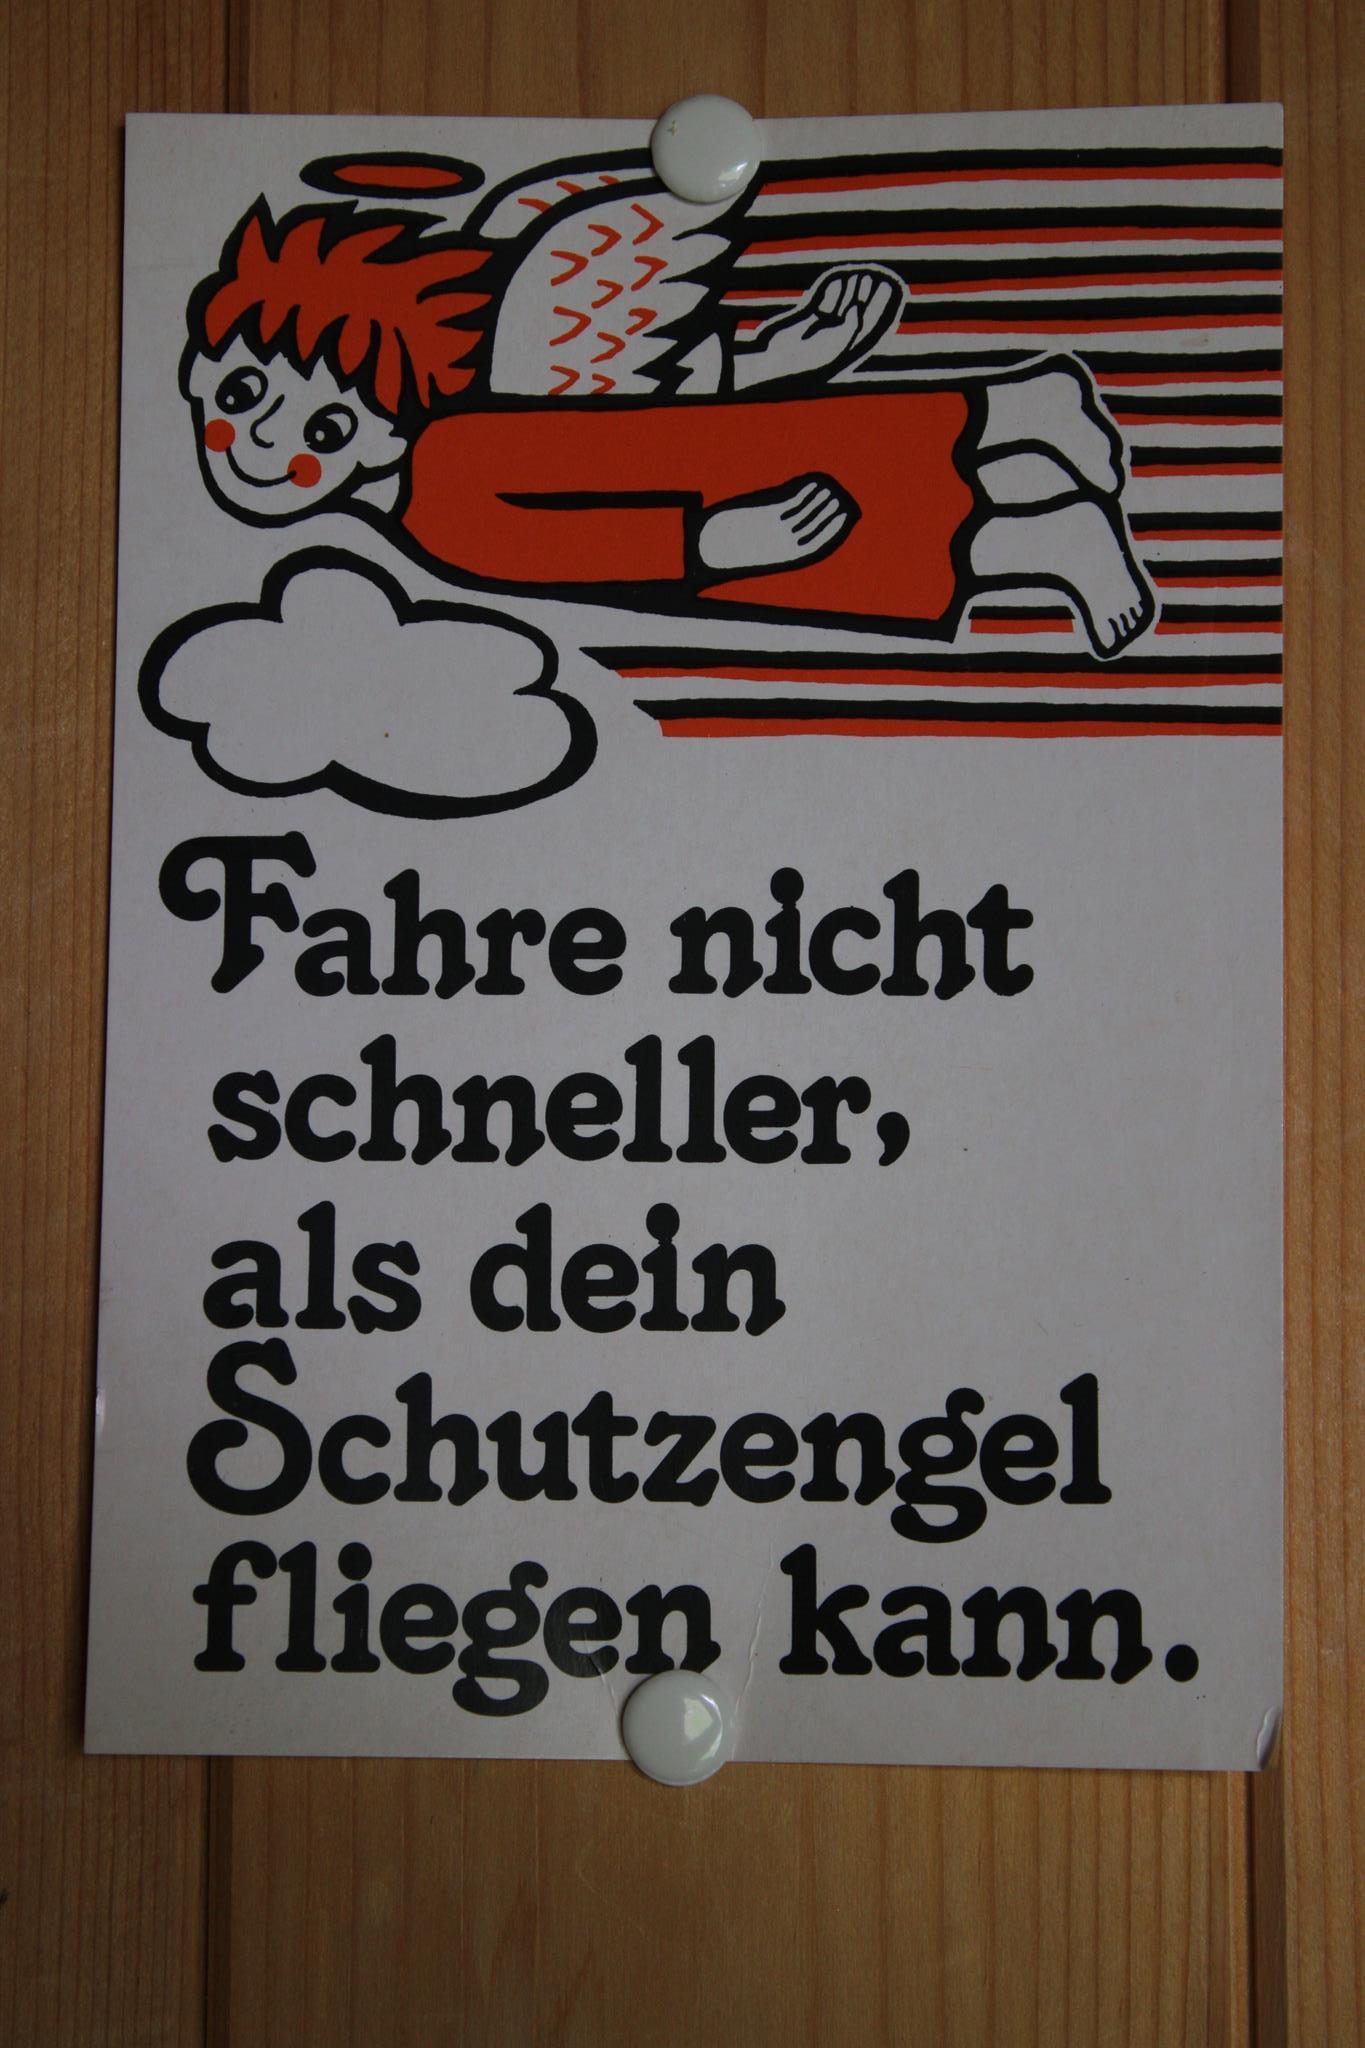 Fahre nicht
schneller,
als dein
Schutzengel
fliegen kann.